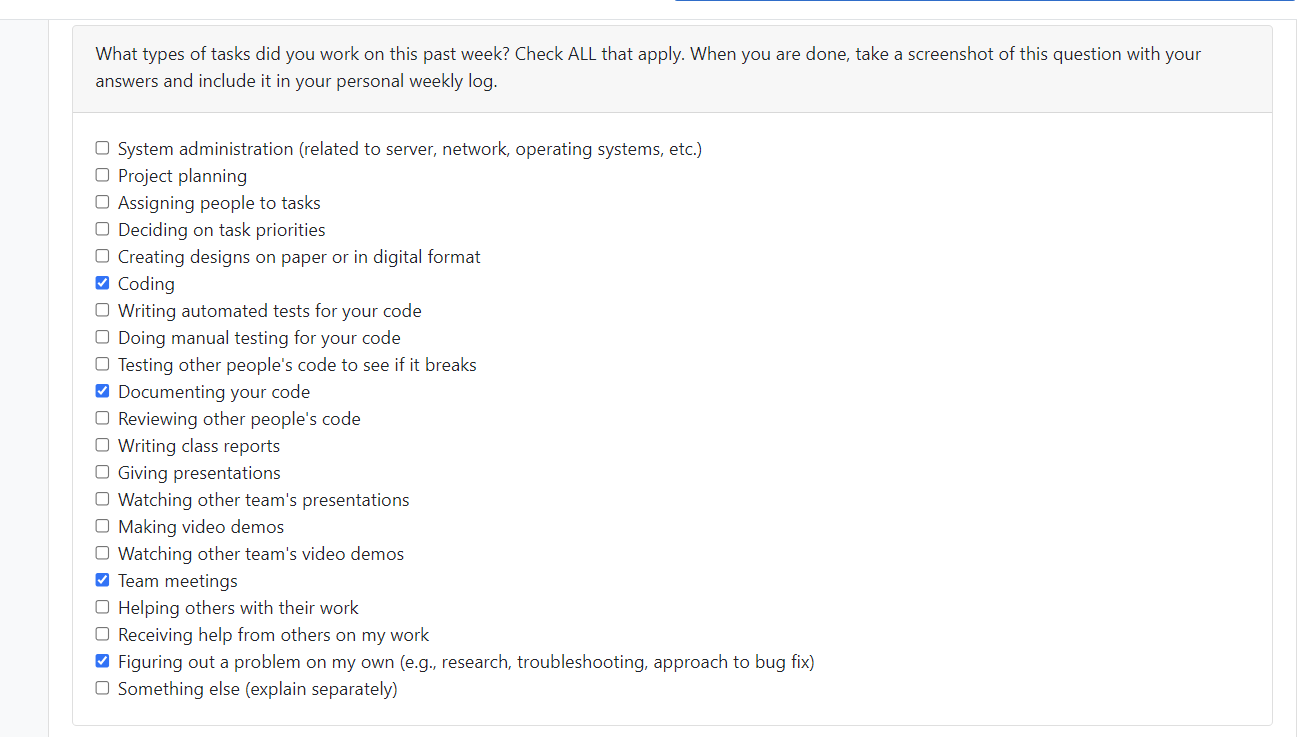 What types of tasks did you work on this past week? Check ALL that apply. When you are done, take a screenshot of this question with your
answers and include it in your personal weekly log.
System administration (related to server, network, operating systems, etc.)
Project planning
Assigning people to tasks
Deciding on task priorities
Creating designs on paper or in digital format
Coding
Writing automated tests for your code
Doing manual testing for your code
Testing other people's code to see if it breaks
Documenting your code
Reviewing other people's code
Writing class reports
Giving presentations
Watching other team's presentations
Making video demos
Watching other team's video demos
Team meetings
Helping others with their work
Receiving help from others on my work
Figuring out a problem on my own (e.g., research, troubleshooting, approach to bug fix)
Something else (explain separately)